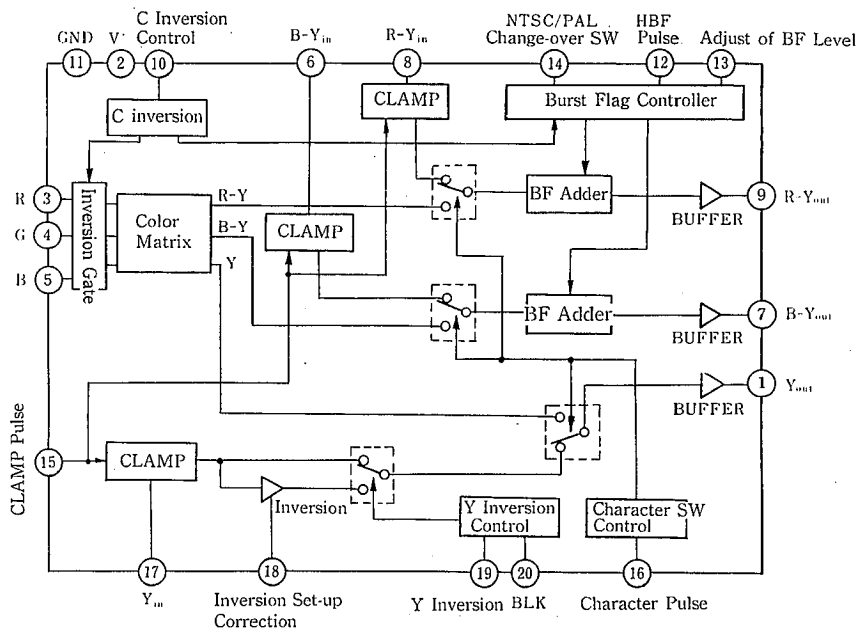 C Inversion Control
GND
V+
B-Yin
R-Yin
NTSC/PAL Change-over SW
HBF Pulse
Adjust of BF Level
11
2
10
6
8
14
12
13
C inversion
CLAMP
Burst Flag Controller
R
3
G
4
B
5
Inversion Gate
Color Matrix
R-Y
B-Y
Y
CLAMP
BF Adder
BUFFER
9
R-Yout
BF Adder
BUFFER
7
B-Yout
BUFFER
1
Yout
CLAMP Pulse
15
CLAMP
Inversion
Y Inversion Control
Character SW Control
17
18
19
20
16
Yin
Inversion Set-up Correction
Y Inversion
BLK
Character Pulse